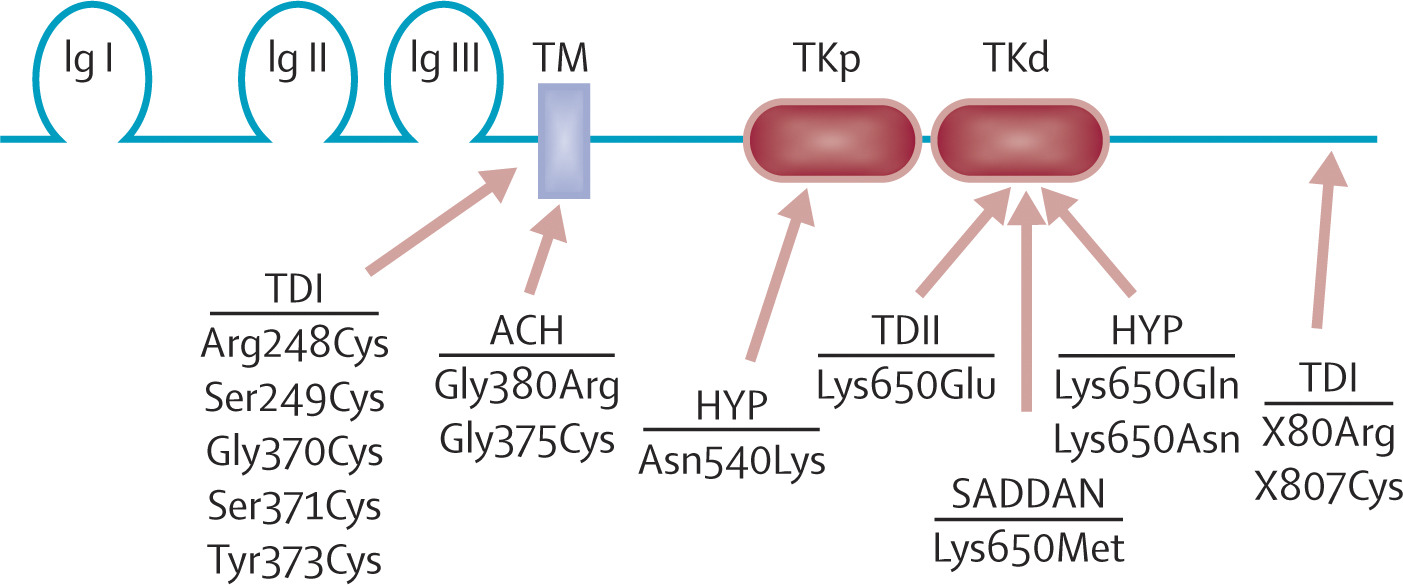 Ig I
Ig II
Ig III
TM
TKp
TKd
TDI
Arg248Cys
Ser249Cys
Gly370Cys
Ser371Cys
Tyr373Cys
ACH
Gly380Arg
Gly375Cys
HYP
Asn540Lys
TDII
Lys650Glu
SADDAN
Lys650Met
HYP
Lys65OGln
Lys650Asn
TDI
X80Arg
X807Cys